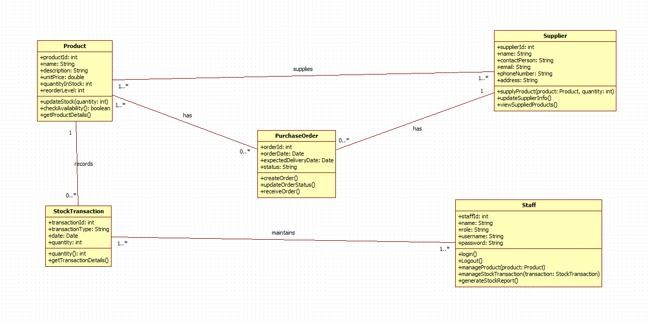 Product
+productId: int
+name: String
+description: String
+unitPrice: double
+quantityInStock: int
+reorderLevel: int
+updateStock(quantity: int)
+checkAvailability(): boolean
+getProductDetails()
Supplier
+supplierId: int
+name: String
+contactPerson: String
+email: String
+phoneNumber: String
+address: String
+supplyProduct(product: Product, quantity: int)
+updateSupplierInfo()
+viewSuppliedProducts()
supplies
1..*
1..*
1..*
has
0..*
1
has
0..*
PurchaseOrder
+orderId: int
+orderDate: Date
+expectedDeliveryDate: Date
+status: String
+createOrder()
+updateOrderStatus()
+receiveOrder()
1
records
0..*
StockTransaction
+transactionId: int
+transactionType: String
+date: Date
+quantity: int
+quantity(): int
+getTransactionDetails()
maintains
1..*
1..*
Staff
+staffId: int
+name: String
+role: String
+username: String
+password: String
+login()
+Logout()
+manageProduct(product: Product)
+manageStockTransaction(transaction: StockTransaction)
+generateStockReport()